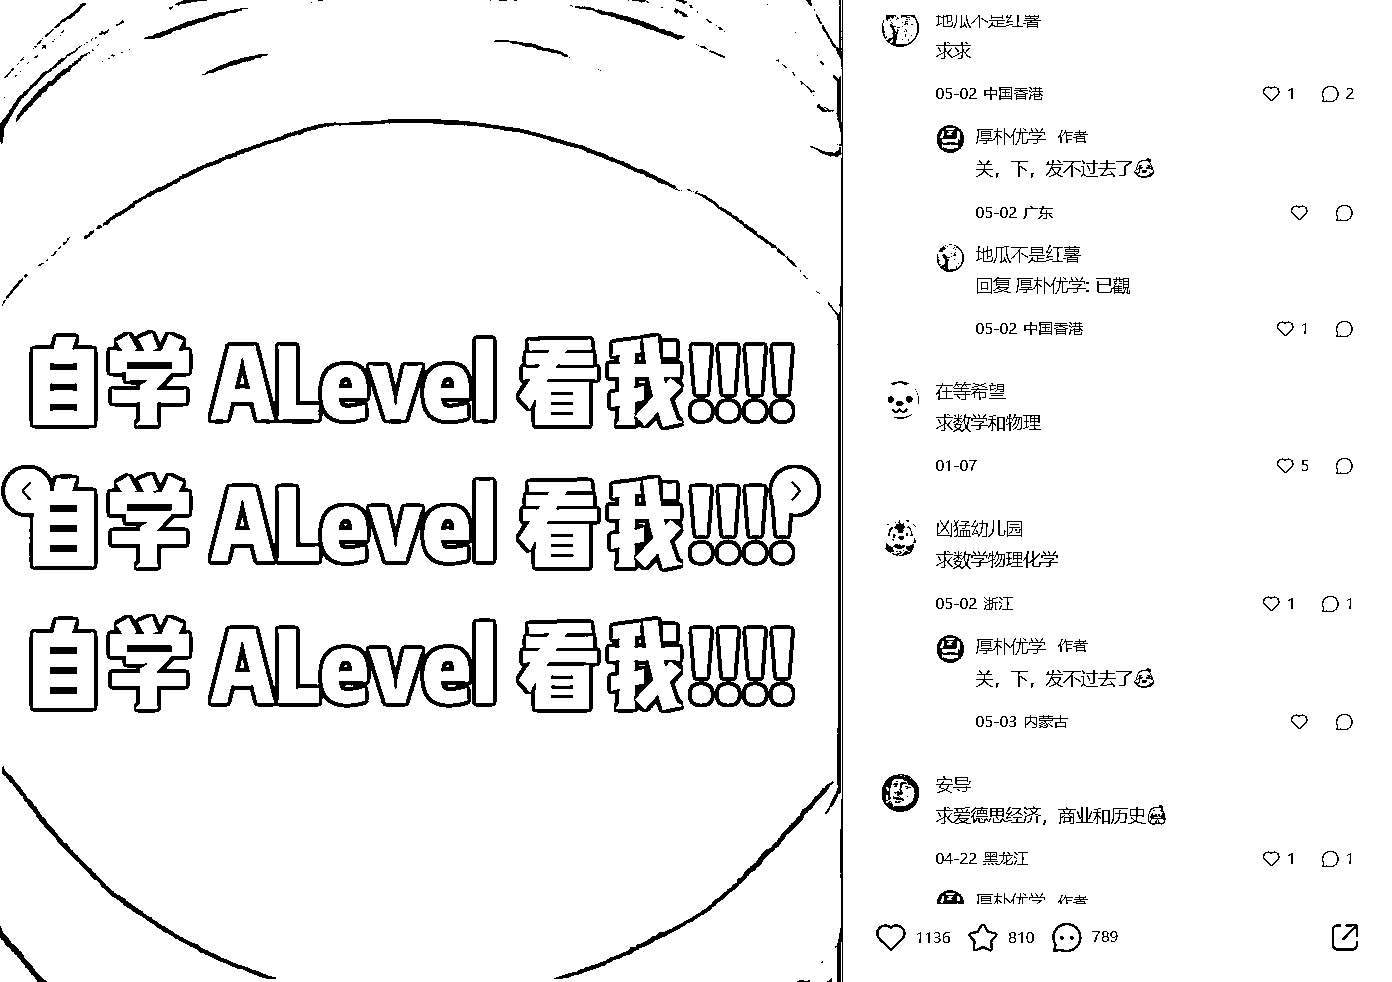 自学 ALevel 看我!!!!
自学 ALevel 看我!!!!
自学 ALevel 看我!!!!
地瓜不是红薯
求求
05-02 中国香港
1
2
厚朴优学 作者
关，下，发不过去了
05-02 广东
地瓜不是红薯
回复 厚朴优学: 已觀
05-02 中国香港
1
在等希望
求数学和物理
01-07
5
凶猛幼儿园
求数学物理化学
05-02 浙江
1
1
厚朴优学 作者
关，下，发不过去了
05-03 内蒙古
安导
求爱德思经济，商业和历史
04-22 黑龙江
1
1
厚朴优学 作者
1136
810
789